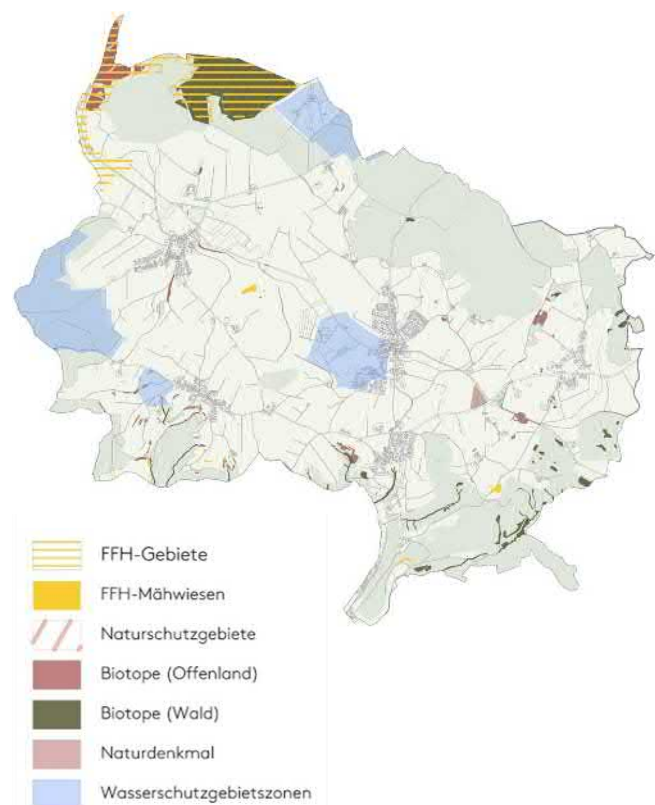 FFH-Gebiete
FFH-Mähwiesen
Naturschutzgebiete
Biotope (Offenland)
Biotope (Wald)
Naturdenkmal
Wasserschutzgebietszonen